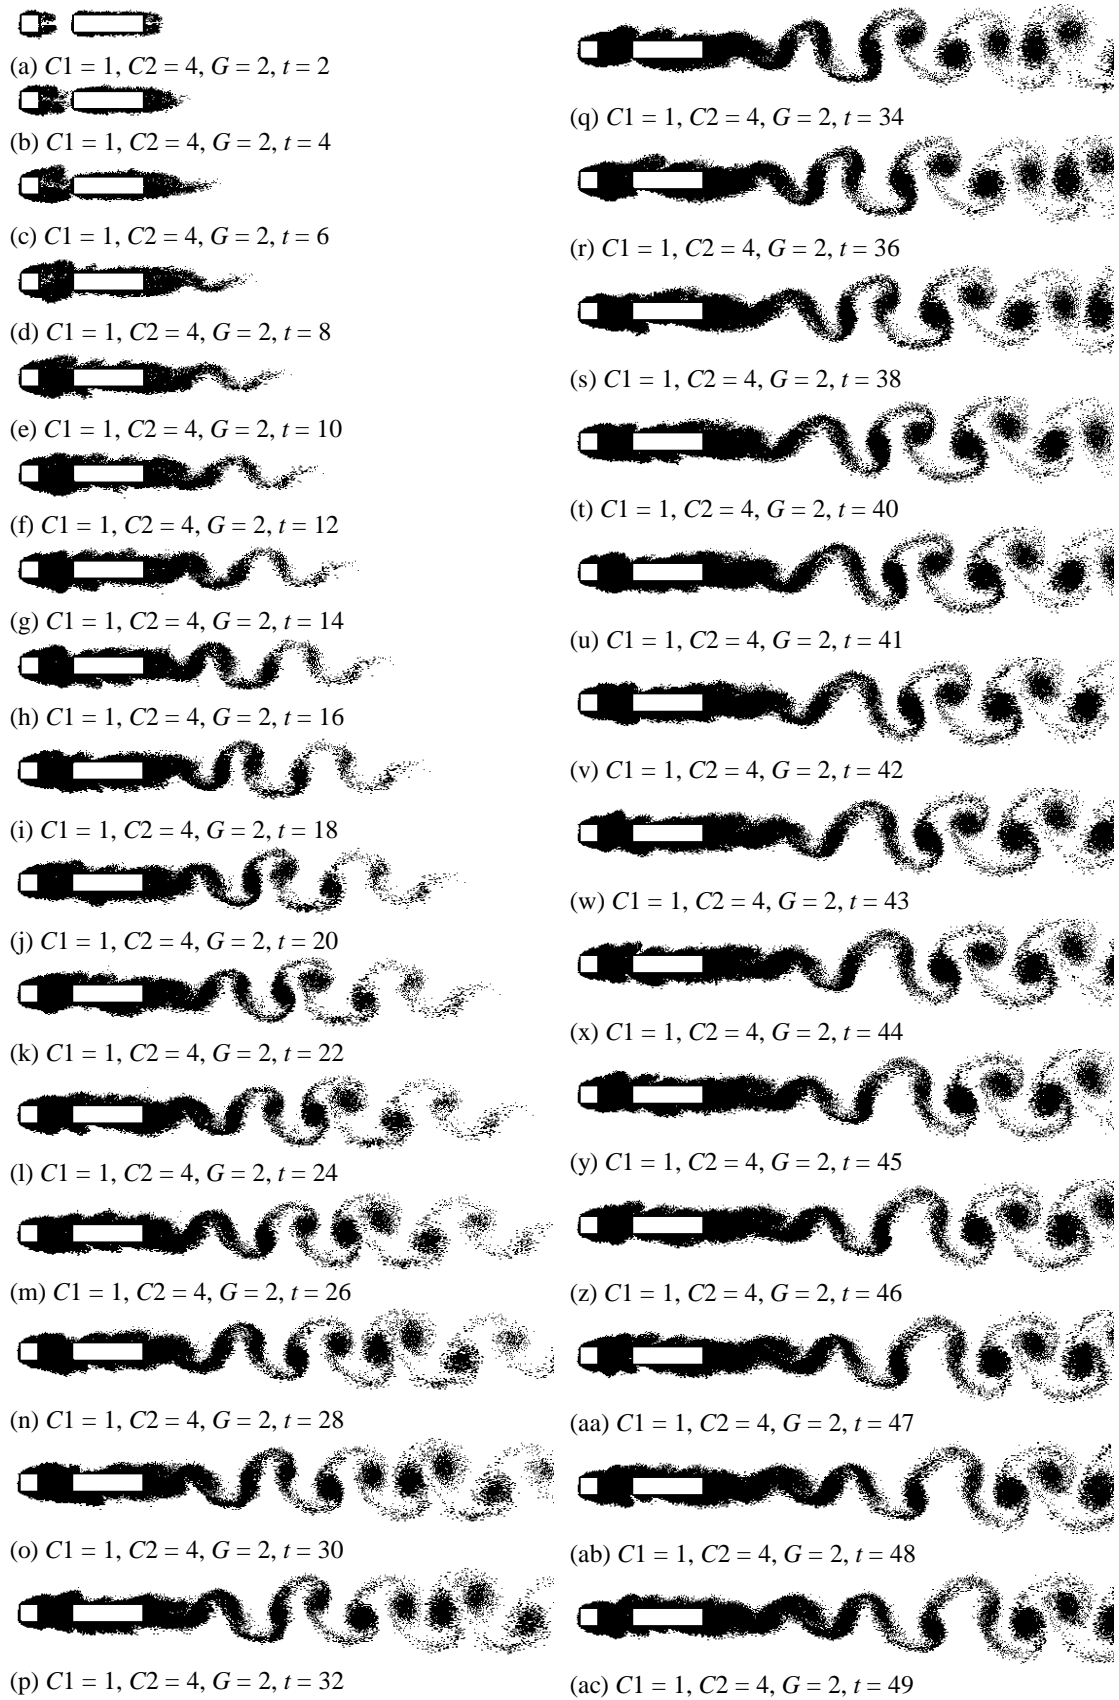 (a) C1 = 1, C2 = 4, G = 2, t = 2
(b) C1 = 1, C2 = 4, G = 2, t = 4
(c) C1 = 1, C2 = 4, G = 2, t = 6
(d) C1 = 1, C2 = 4, G = 2, t = 8
(e) C1 = 1, C2 = 4, G = 2, t = 10
(f) C1 = 1, C2 = 4, G = 2, t = 12
(g) C1 = 1, C2 = 4, G = 2, t = 14
(h) C1 = 1, C2 = 4, G = 2, t = 16
(i) C1 = 1, C2 = 4, G = 2, t = 18
(j) C1 = 1, C2 = 4, G = 2, t = 20
(k) C1 = 1, C2 = 4, G = 2, t = 22
(l) C1 = 1, C2 = 4, G = 2, t = 24
(m) C1 = 1, C2 = 4, G = 2, t = 26
(n) C1 = 1, C2 = 4, G = 2, t = 28
(o) C1 = 1, C2 = 4, G = 2, t = 30
(p) C1 = 1, C2 = 4, G = 2, t = 32
(q) C1 = 1, C2 = 4, G = 2, t = 34
(r) C1 = 1, C2 = 4, G = 2, t = 36
(s) C1 = 1, C2 = 4, G = 2, t = 38
(t) C1 = 1, C2 = 4, G = 2, t = 40
(u) C1 = 1, C2 = 4, G = 2, t = 41
(v) C1 = 1, C2 = 4, G = 2, t = 42
(w) C1 = 1, C2 = 4, G = 2, t = 43
(x) C1 = 1, C2 = 4, G = 2, t = 44
(y) C1 = 1, C2 = 4, G = 2, t = 45
(z) C1 = 1, C2 = 4, G = 2, t = 46
(aa) C1 = 1, C2 = 4, G = 2, t = 47
(ab) C1 = 1, C2 = 4, G = 2, t = 48
(ac) C1 = 1, C2 = 4, G = 2, t = 49